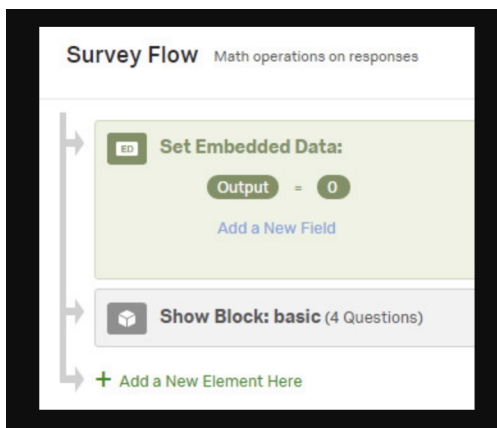 Survey Flow Math operations on responses
ED Set Embedded Data:
Output = 0
Add a New Field
Show Block: basic (4 Questions)
+ Add a New Element Here